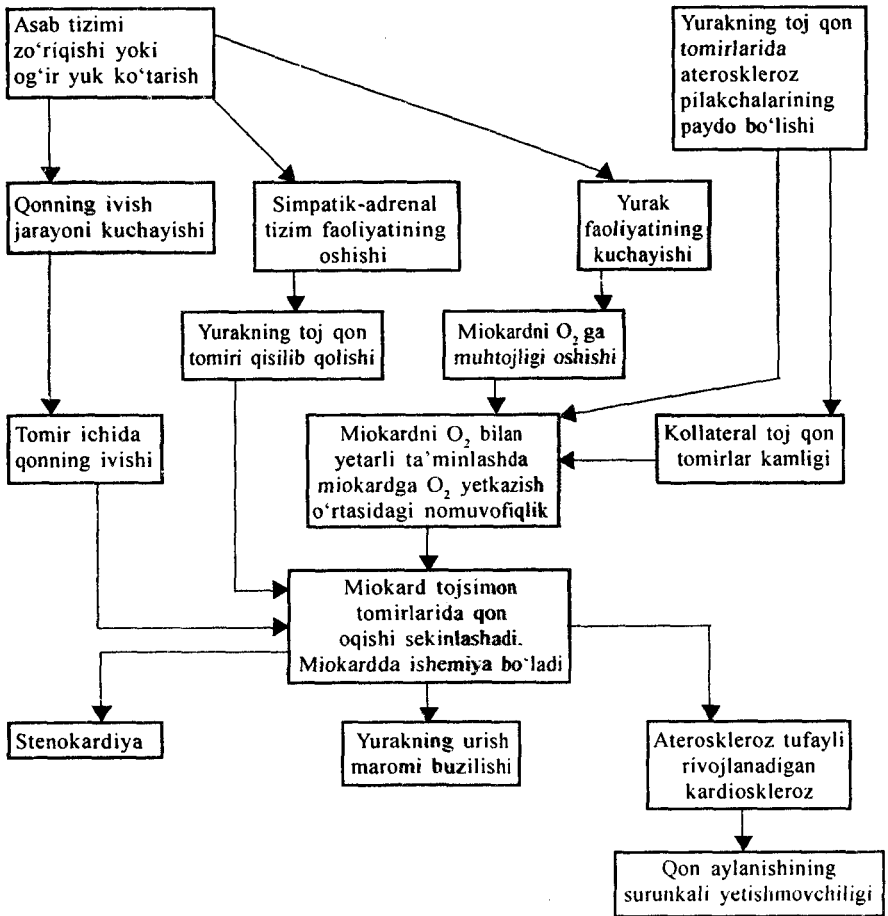 Asab tizimi
zo‘riqishi yoki
og‘ir yuk ko‘tarish
Yurakning toj qon
tomirlarida
ateroskleroz
pilakchalarining
paydo bo‘lishi
Qonning ivish
jarayoni kuchayishi
Simpatik-adrenal
tizim faoliyatining
oshishi
Yurak
faoliyatining
kuchayishi
Yurakning toj qon
tomiri qisilib qolishi
Miokardni O₂ ga
muhtojligi oshishi
Tomir ichida
qonning ivishi
Miokardni O₂ bilan
yetarli ta’minlashda
miokardga O₂ yetkazish
o‘rtasidagi nomuvofiqlik
Kollateral toj qon
tomirlar kamligi
Miokard tojsimon
tomirlarida qon
oqishi sekinlashadi.
Miokardda ishemiya bo‘ladi
Stenokardiya
Yurakning urish
maromi buzilishi
Ateroskleroz tufayli
rivojlanadigan
kardioskleroz
Qon aylanishining
surunkali yetishmovchiligi